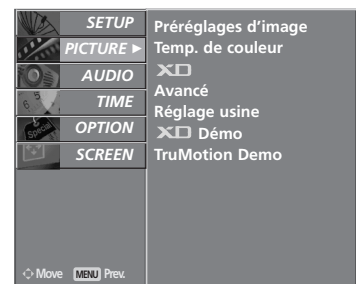 SETUP
PICTURE ►
AUDIO
TIME
OPTION
SCREEN
Move MENU Prev.
Préréglages d'image
Temp. de couleur
XD
Avancé
Réglage usine
XD Démo
TruMotion Demo